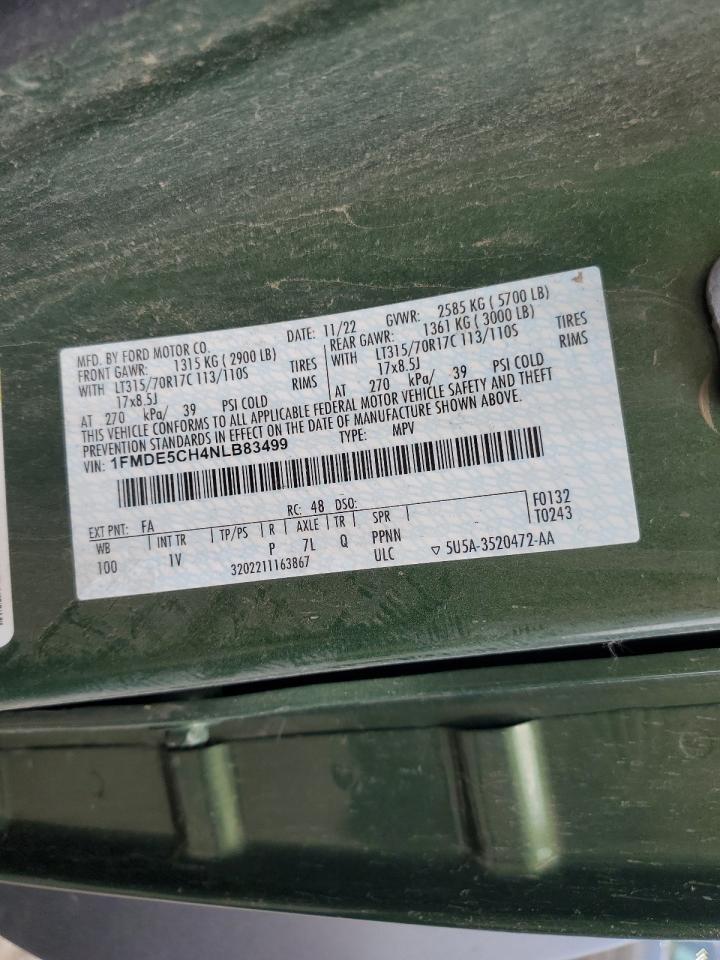 MFD. BY FORD MOTOR CO. DATE: 11/22 GVWR: 2585 KG ( 5700 LB)
FRONT GAWR: 1315 KG ( 2900 LB) REAR GAWR: 1361 KG ( 3000 LB)
WITH LT315/70R17C 113/110S TIRES WITH LT315/70R17C 113/110S TIRES
17x8.5J RIMS 17x8.5J RIMS
AT 270 kPa/ 39 PSI COLD AT 270 kPa/ 39 PSI COLD
THIS VEHICLE CONFORMS TO ALL APPLICABLE FEDERAL MOTOR VEHICLE SAFETY AND THEFT
PREVENTION STANDARDS IN EFFECT ON THE DATE OF MANUFACTURE SHOWN ABOVE.
VIN: 1FMDE5CH4NLB83499 TYPE: MPV
EXT PNT: FA RC: 48 DSO: F0132
WB INT TR TP/PS R AXLE TR SPR T0243
100 1V P 7L Q PPNN
3202211163867 ULC ▽ 5U5A-3520472-AA